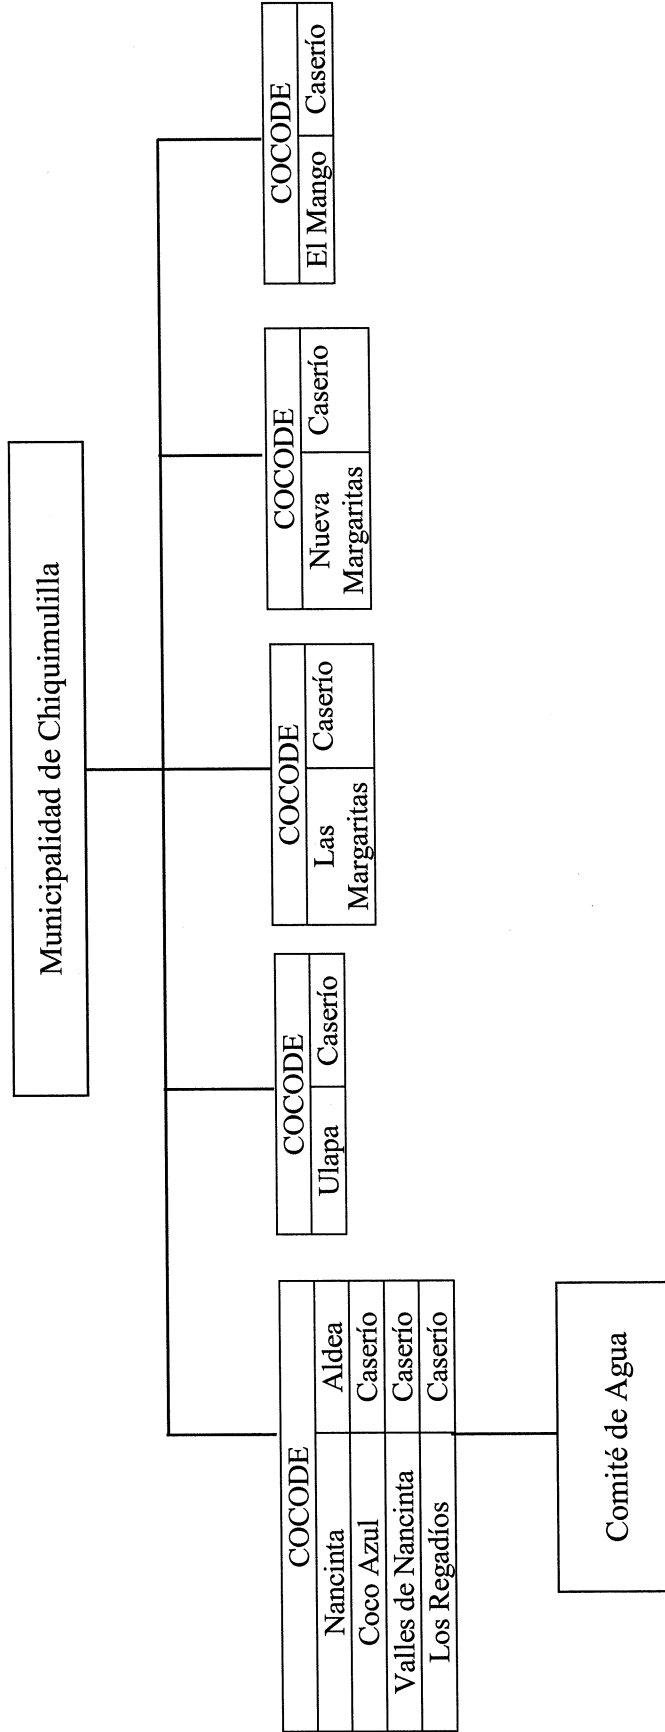 Municipalidad de Chiquimulilla
COCODE
Nancinta Aldea
Coco Azul Caserío
Valles de Nancinta Caserío
Los Regadíos Caserío
COCODE
Ulapa Caserío
COCODE
Las Caserío
Margaritas
COCODE
Nueva Caserío
Margaritas
COCODE
El Mango Caserío
Comité de Agua